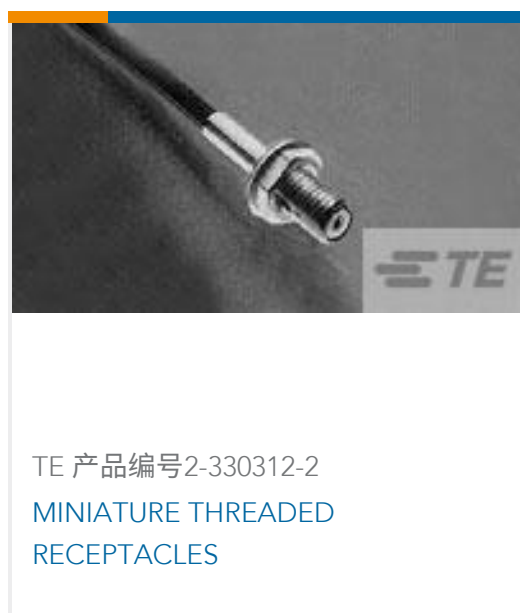 TE
TE 产品编号2-330312-2
MINIATURE THREADED
RECEPTACLES